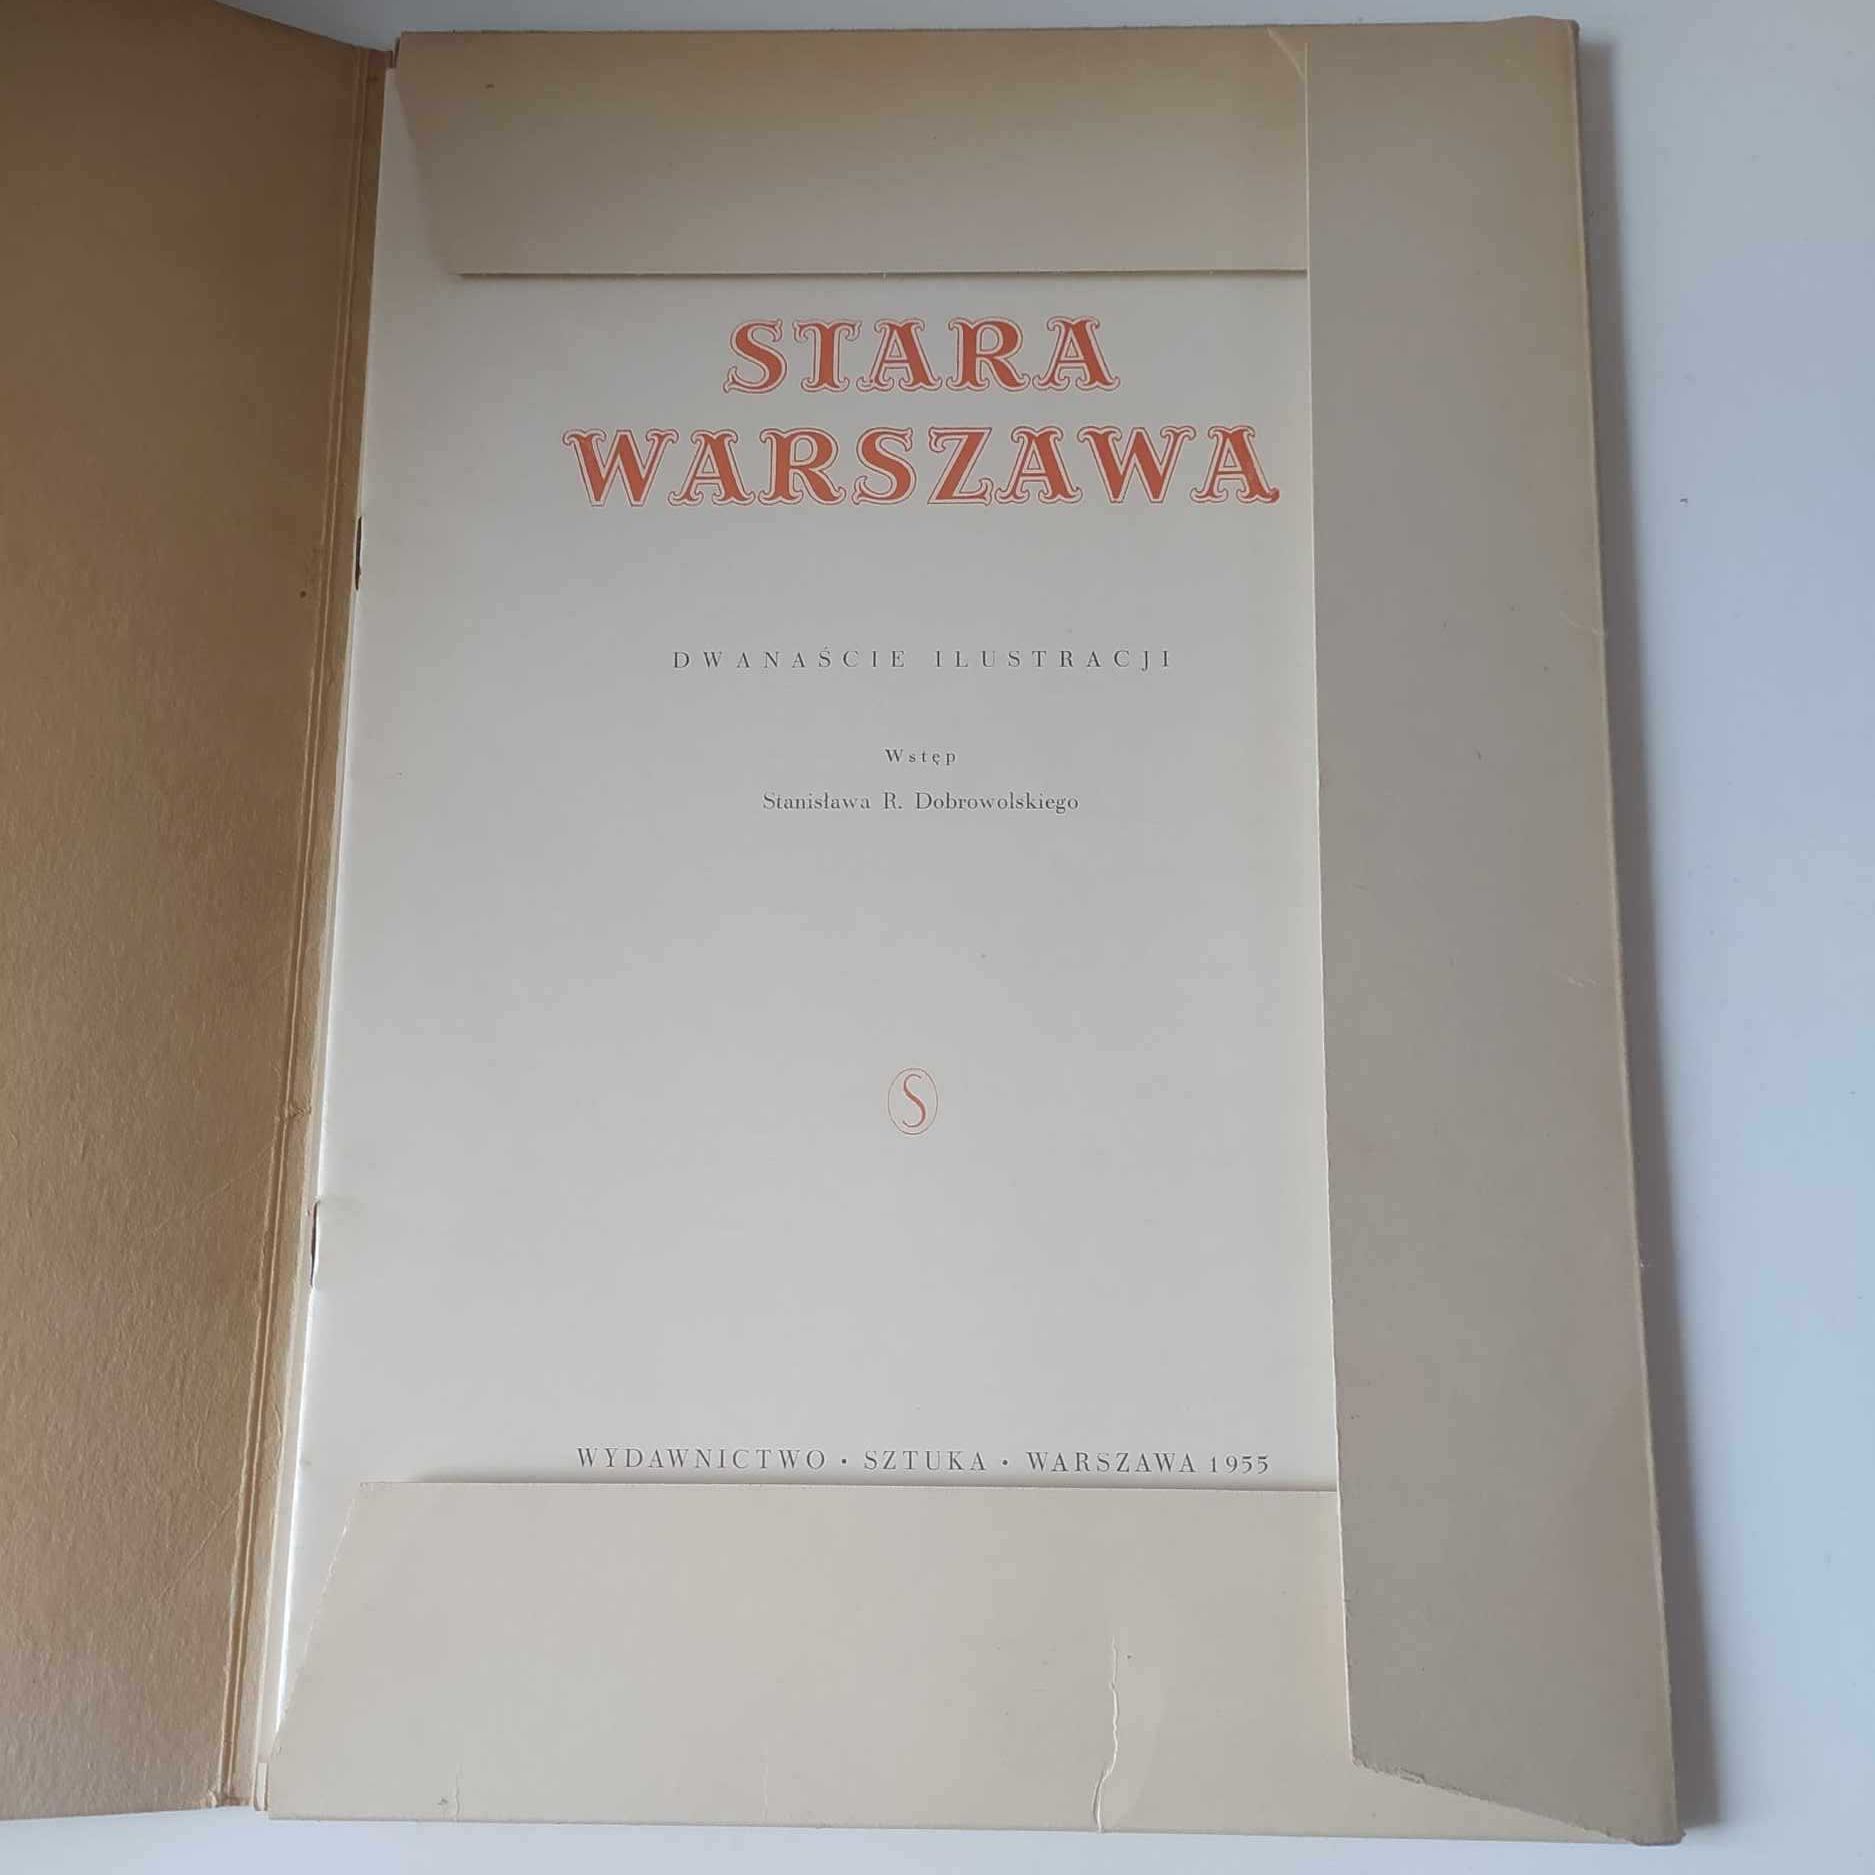 STARA
WARSZAWA
DWANAŚCIE ILUSTRACJI
Wstęp
Stanisława R. Dobrowolskiego
S
WYDAWNICTWO • SZTUKA • WARSZAWA 1955